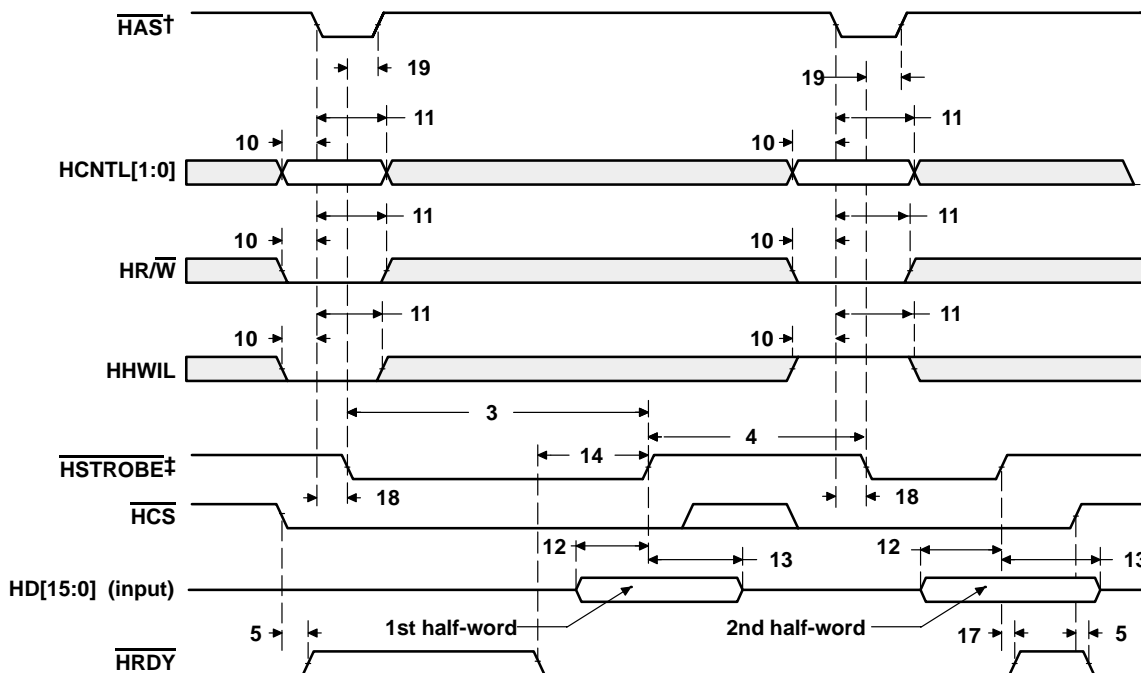 HAS†
19
19
11
11
10
10
HCNTL[1:0]
11
11
10
10
HR/W
11
11
10
10
HHWIL
3
4
14
HSTROBE‡
18
18
HCS
12
12
13
13
HD[15:0] (input)
1st half-word
2nd half-word
5
17
5
HRDY